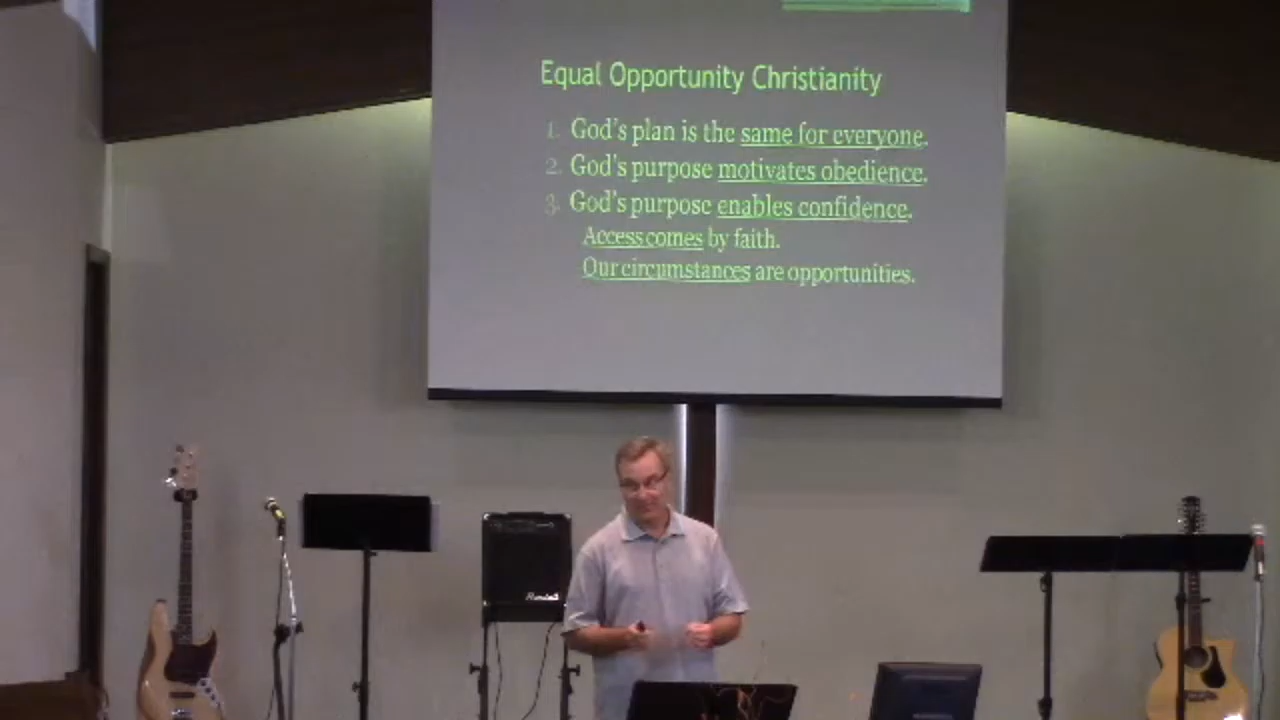 Equal Opportunity Christianity
1. God's plan is the same for everyone.
2. God's purpose motivates obedience.
3. God's purpose enables confidence.
Access comes by faith.
Our circumstances are opportunities.
Marshall